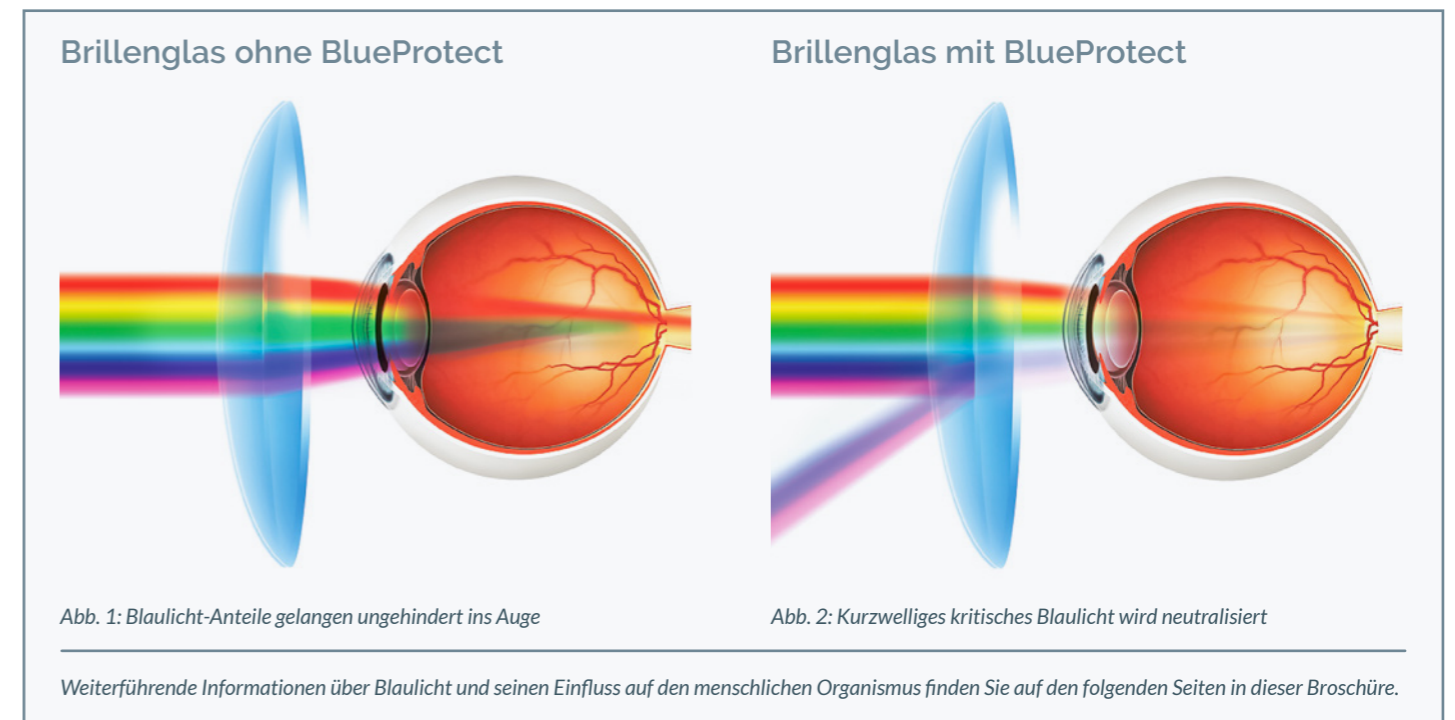 Brillenglas ohne BlueProtect
Brillenglas mit BlueProtect
Abb. 1: Blaulicht-Anteile gelangen ungehindert ins Auge
Abb. 2: Kurzwelliges kritisches Blaulicht wird neutralisiert
Weiterführende Informationen über Blaulicht und seinen Einfluss auf den menschlichen Organismus finden Sie auf den folgenden Seiten in dieser Broschüre.